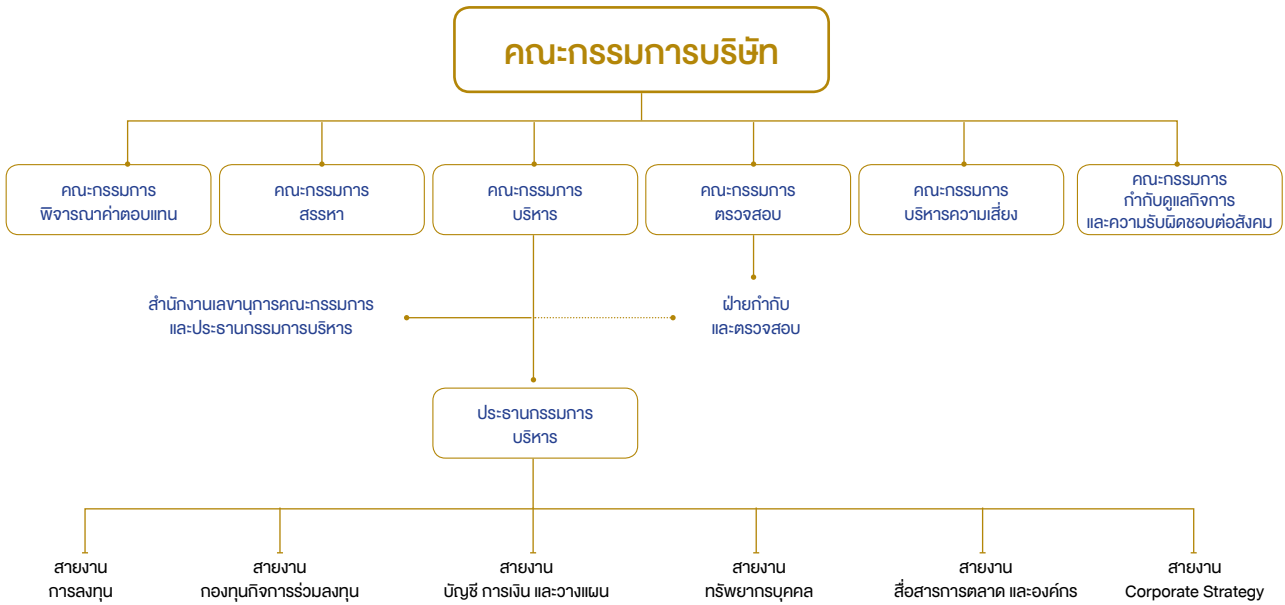 คณะกรรมการบริษัท
คณะกรรมการ
พิจารณาค่าตอบแทน
คณะกรรมการ
สรรหา
คณะกรรมการ
บริหาร
คณะกรรมการ
ตรวจสอบ
คณะกรรมการ
บริหารความเสี่ยง
คณะกรรมการ
กำกับดูแลกิจการ
และความรับผิดชอบต่อสังคม
สำนักงานเลขานุการคณะกรรมการ
และประธานกรรมการบริหาร
ฝ่ายกำกับ
และตรวจสอบ
ประธานกรรมการ
บริหาร
สายงาน
การลงทุน
สายงาน
กองทุนกิจการร่วมลงทุน
สายงาน
บัญชี การเงิน และวางแผน
สายงาน
ทรัพยากรบุคคล
สายงาน
สื่อสารการตลาด และองค์กร
สายงาน
Corporate Strategy